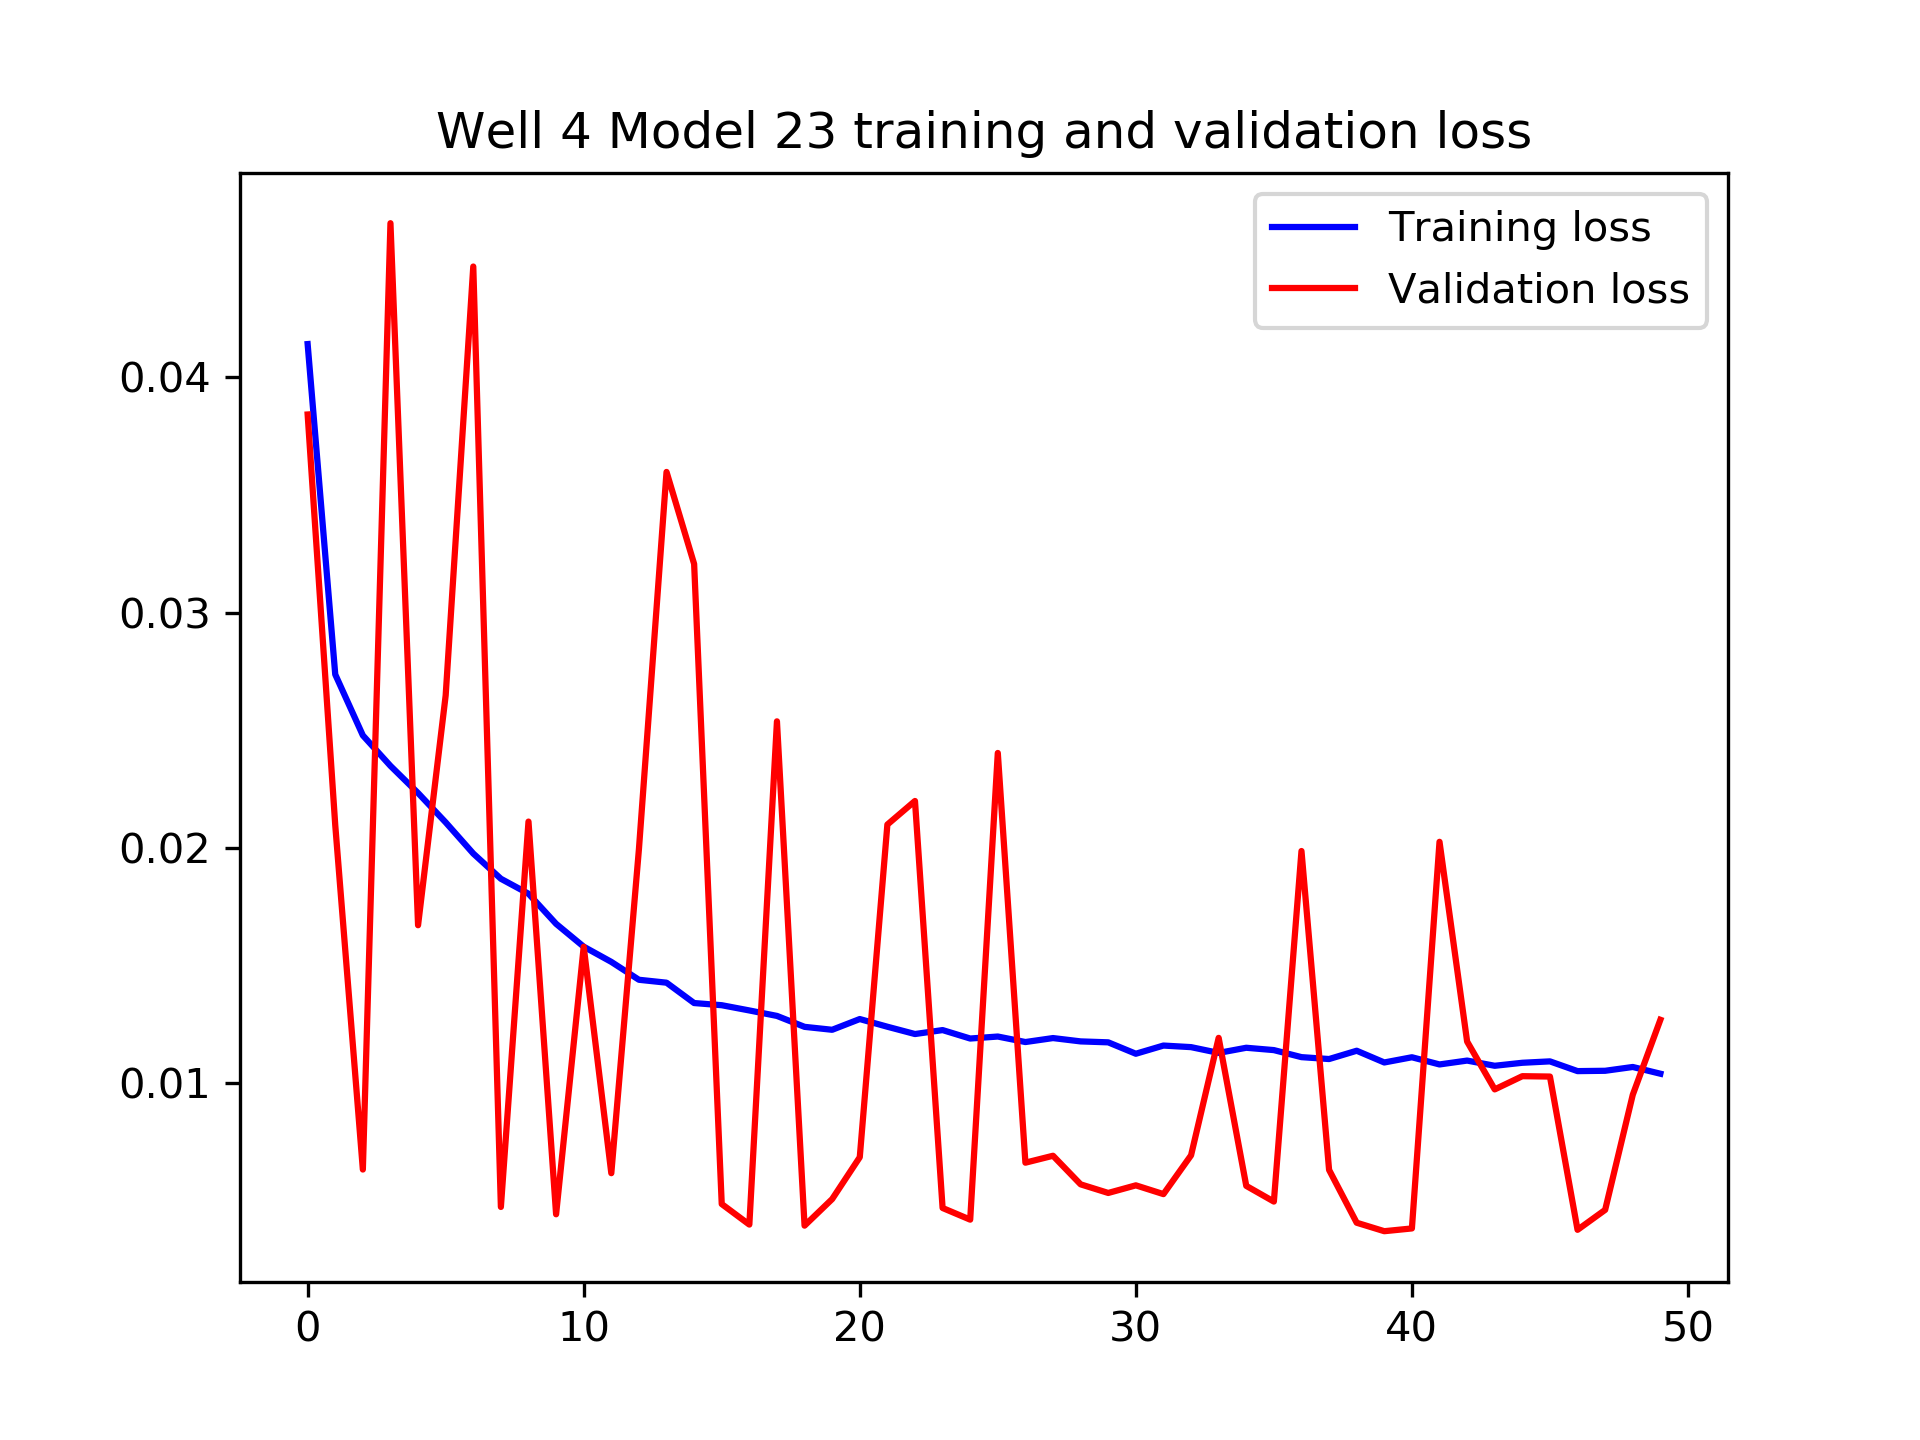 Well 4 Model 23 training and validation loss
Training loss
Validation loss
0.04
0.03
0.02
0.01
0 10 20 30 40 50